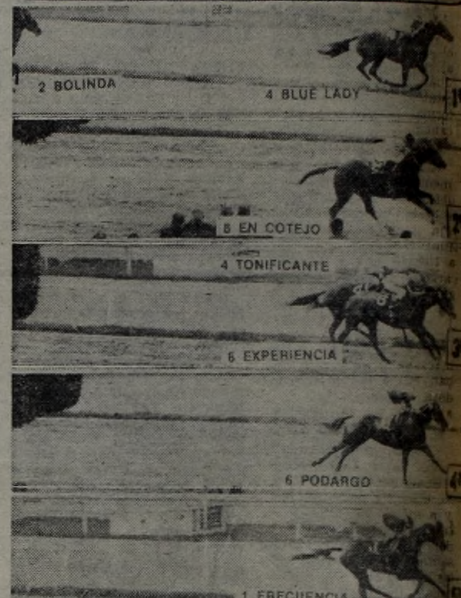 2 BOLINDA
4 BLUE LADY
8 EN COTEJO
4 TONIFICANTE
6 EXPERIENCIA
6 PODARGO
1 FRECUENCIA